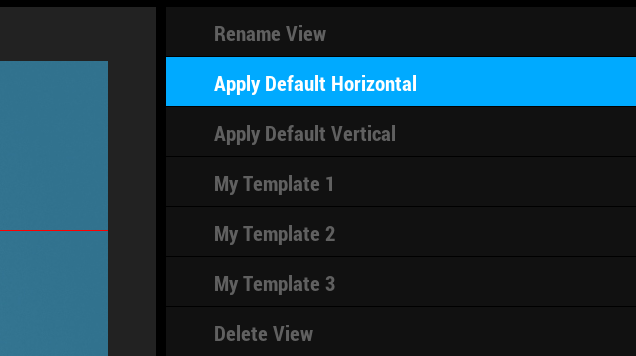 Rename View
Apply Default Horizontal
Apply Default Vertical
My Template 1
My Template 2
My Template 3
Delete View